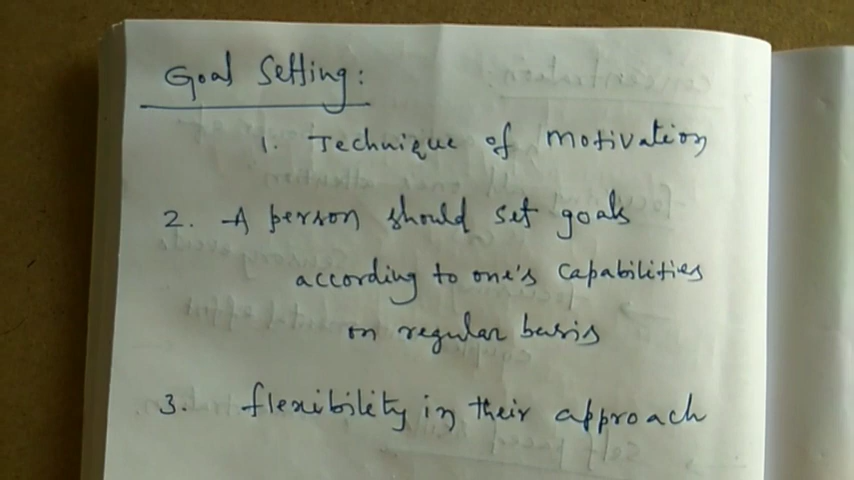 Goal Setting:
1. Technique of motivation
2. A person should set goals
according to one's capabilities
on regular basis
3. flexibility in their approach